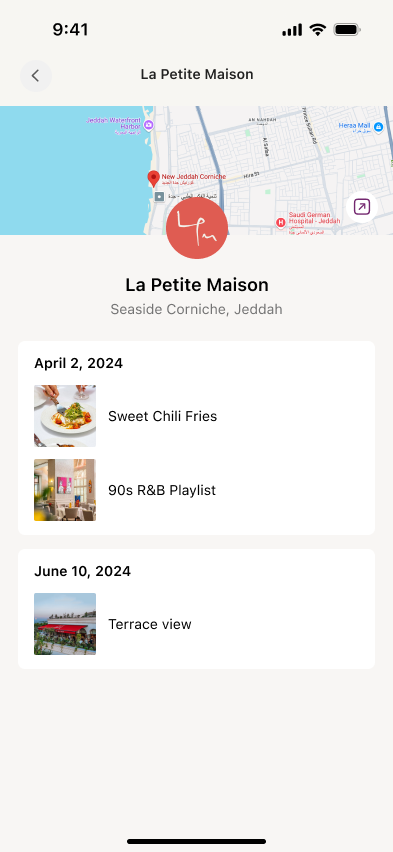 9:41
La Petite Maison
Jeddah Waterfront
Harbor
AN NAHDAH
Prince Sultan Rd
Heraa Mall
Al Safaa
Hira St
New Jeddah Corniche
Saudi German
Hospital - Jeddah
LPM
La Petite Maison
Seaside Corniche, Jeddah
April 2, 2024
Sweet Chili Fries
90s R&B Playlist
June 10, 2024
Terrace view